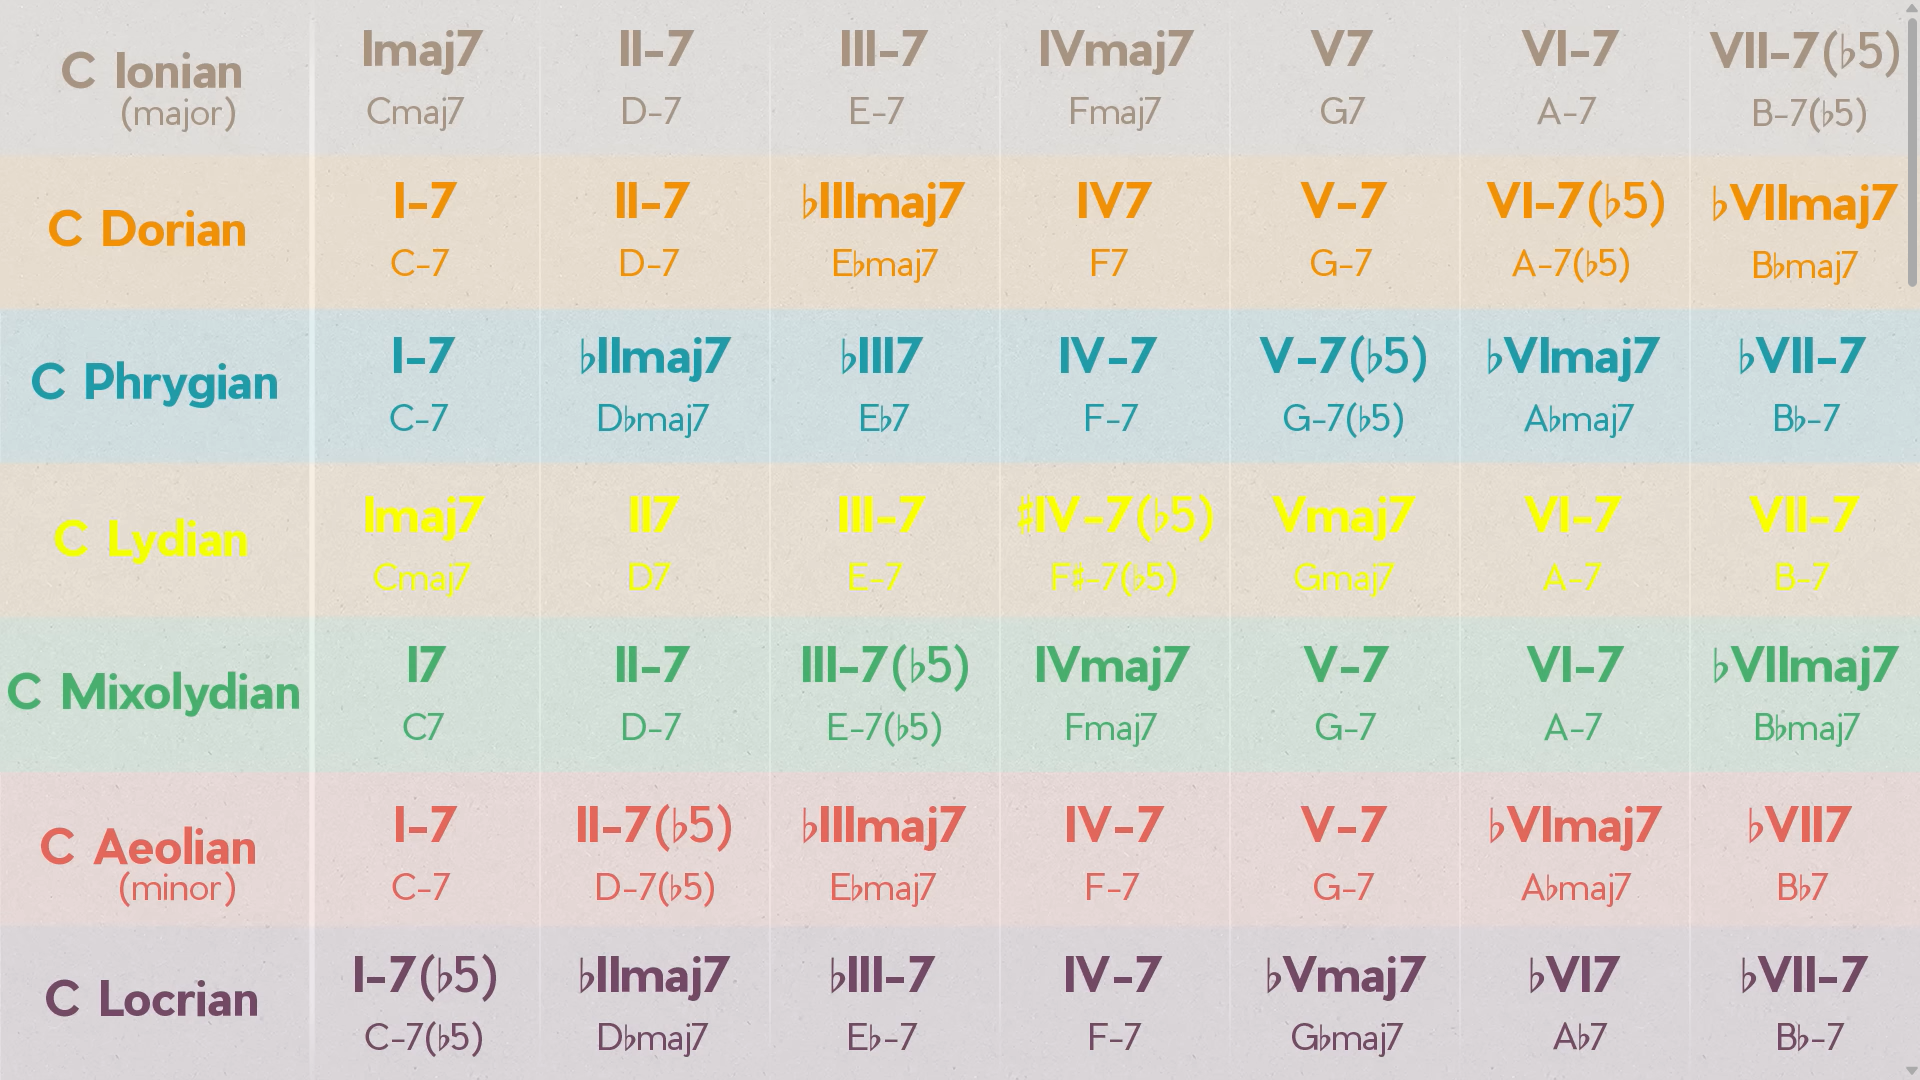 C Ionian (major) Imaj7 II-7 III-7 IVmaj7 V7 VI-7 VII-7(♭5)
Cmaj7 D-7 E-7 Fmaj7 G7 A-7 B-7(♭5)
C Dorian I-7 II-7 ♭IIImaj7 IV7 V-7 VI-7(♭5) ♭VIImaj7
C-7 D-7 E♭maj7 F7 G-7 A-7(♭5) B♭maj7
C Phrygian I-7 ♭IImaj7 ♭III7 IV-7 V-7(♭5) ♭VImaj7 ♭VII-7
C-7 D♭maj7 E♭7 F-7 G-7(♭5) A♭maj7 B♭-7
C Lydian Imaj7 II7 III-7 ♯IV-7(♭5) Vmaj7 VI-7 VII-7
Cmaj7 D7 E-7 F♯-7(♭5) Gmaj7 A-7 B-7
C Mixolydian I7 II-7 III-7(♭5) IVmaj7 V-7 VI-7 ♭VIImaj7
C7 D-7 E-7(♭5) Fmaj7 G-7 A-7 B♭maj7
C Aeolian (minor) I-7 II-7(♭5) ♭IIImaj7 IV-7 V-7 ♭VImaj7 ♭VII7
C-7 D-7(♭5) E♭maj7 F-7 G-7 A♭maj7 B♭7
C Locrian I-7(♭5) ♭IImaj7 ♭III-7 IV-7 ♭Vmaj7 ♭VI7 ♭VII-7
C-7(♭5) D♭maj7 E♭-7 F-7 G♭maj7 A♭7 B♭-7